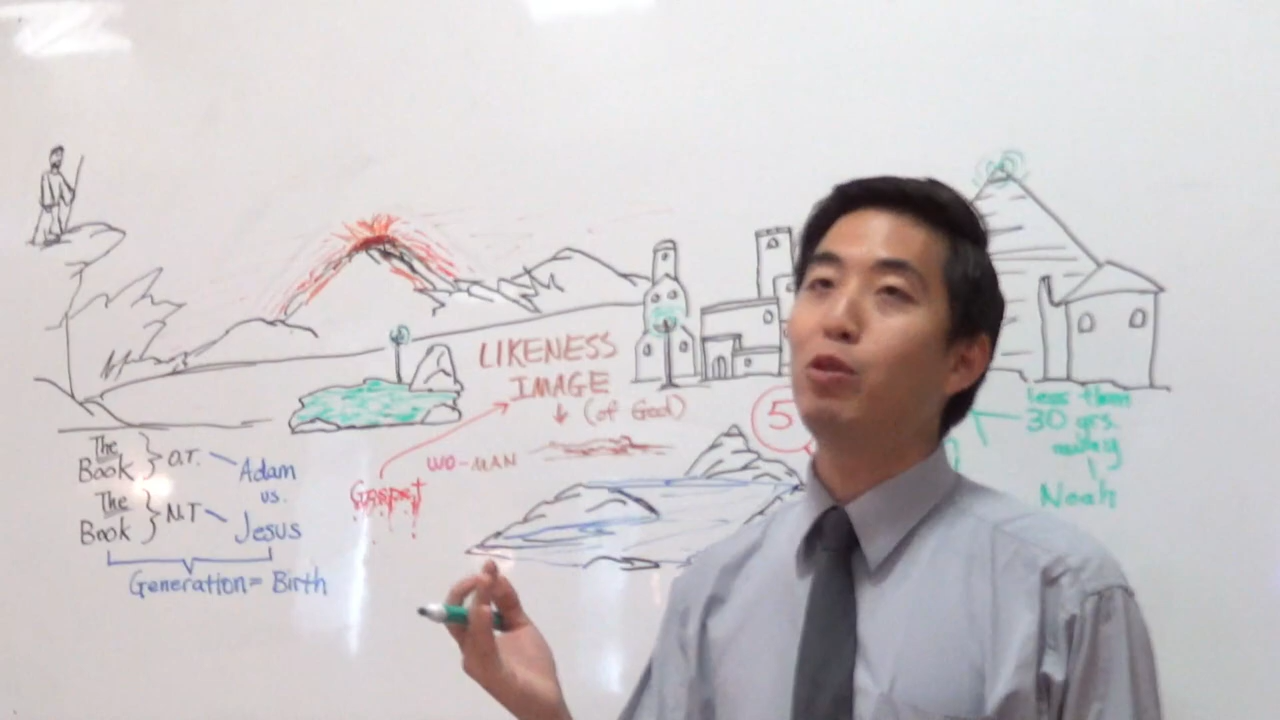 LIKENESS
IMAGE
(of God)
WO-MAN
Gospel
The
Book
O.T.
Adam
vs.
The
Book
N.T
Jesus
Generation = Birth
5
less than
30 yrs.
Noah